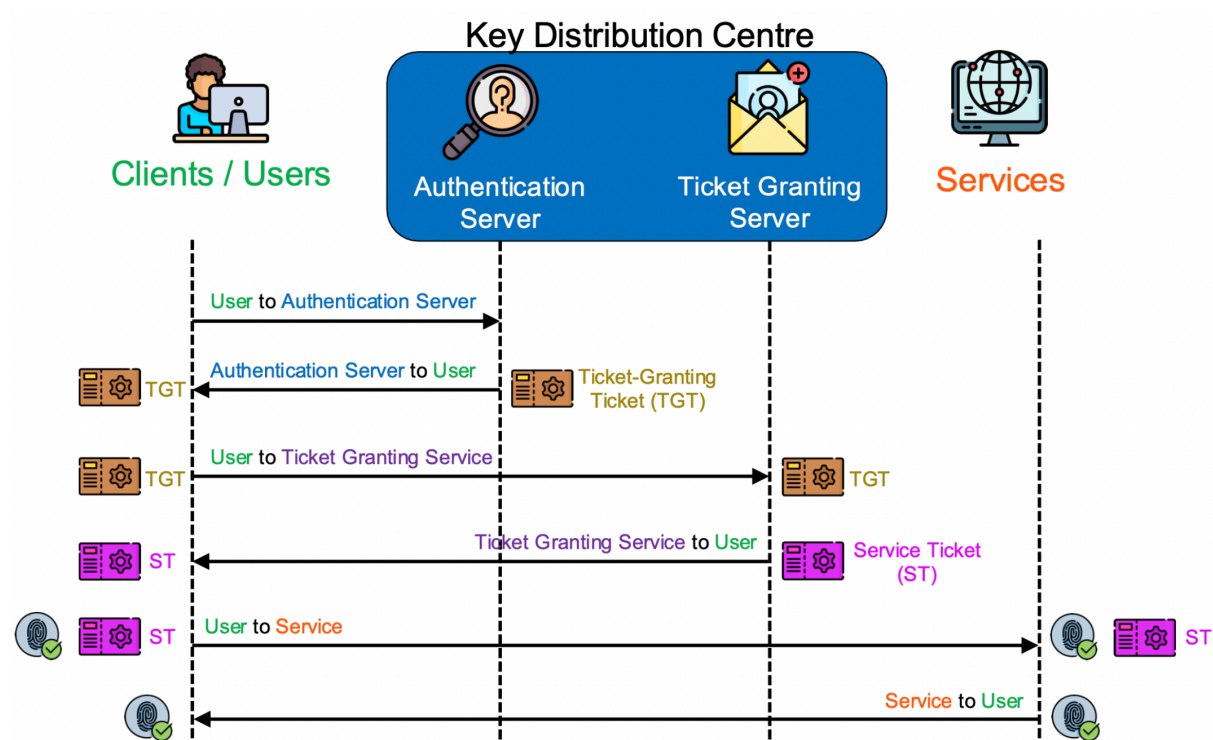 Key Distribution Centre
Clients / Users
Authentication
Server
Ticket Granting
Server
Services
User to Authentication Server
TGT
Authentication Server to User
Ticket-Granting
Ticket (TGT)
TGT
User to Ticket Granting Service
TGT
ST
Ticket Granting Service to User
Service Ticket
(ST)
ST
User to Service
ST
Service to User